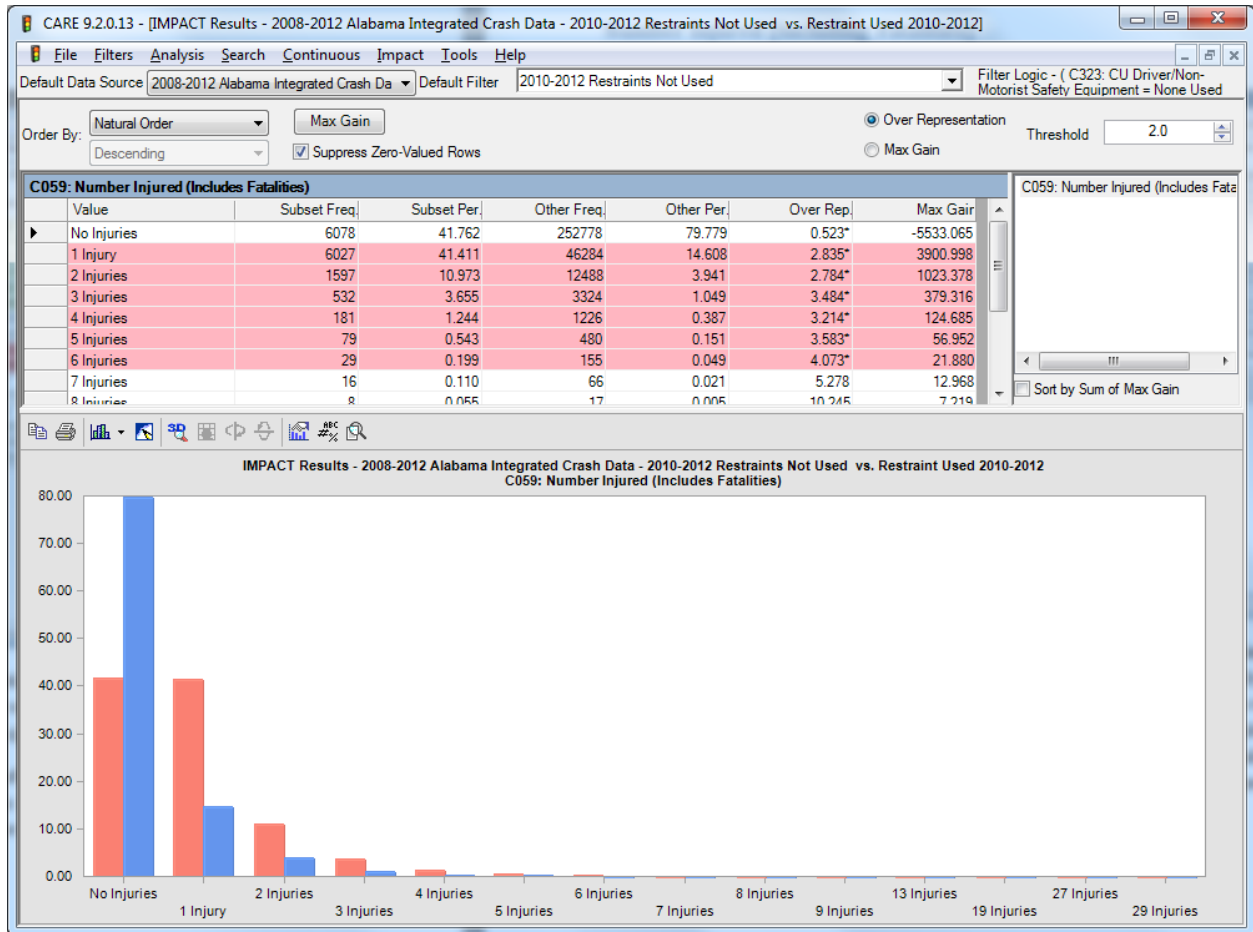 CARE 9.2.0.13 - [IMPACT Results - 2008-2012 Alabama Integrated Crash Data - 2010-2012 Restraints Not Used vs. Restraint Used 2010-2012]
File Filters Analysis Search Continuous Impact Tools Help
Default Data Source 2008-2012 Alabama Integrated Crash Da Default Filter 2010-2012 Restraints Not Used Filter Logic - ( C323: CU Driver/Non-
Motorist Safety Equipment = None Used
Order By: Natural Order Max Gain Over Representation Threshold 2.0
Descending Suppress Zero-Valued Rows Max Gain
C059: Number Injured (Includes Fatalities) C059: Number Injured (Includes Fata
Value Subset Freq. Subset Per. Other Freq. Other Per. Over Rep. Max Gain
No Injuries 6078 41.762 252778 79.779 0.523* -5533.065
1 Injury 6027 41.411 46284 14.608 2.835* 3900.998
2 Injuries 1597 10.973 12488 3.941 2.784* 1023.378
3 Injuries 532 3.655 3324 1.049 3.484* 379.316
4 Injuries 181 1.244 1226 0.387 3.214* 124.685
5 Injuries 79 0.543 480 0.151 3.583* 56.952
6 Injuries 29 0.199 155 0.049 4.073* 21.880
7 Injuries 16 0.110 66 0.021 5.278 12.968
8 Injuries 8 0.055 17 0.005 10.245 7.219
Sort by Sum of Max Gain
3D ABC #%
IMPACT Results - 2008-2012 Alabama Integrated Crash Data - 2010-2012 Restraints Not Used vs. Restraint Used 2010-2012
C059: Number Injured (Includes Fatalities)
80.00
70.00
60.00
50.00
40.00
30.00
20.00
10.00
0.00
No Injuries 2 Injuries 4 Injuries 6 Injuries 8 Injuries 13 Injuries 27 Injuries
1 Injury 3 Injuries 5 Injuries 7 Injuries 9 Injuries 19 Injuries 29 Injuries